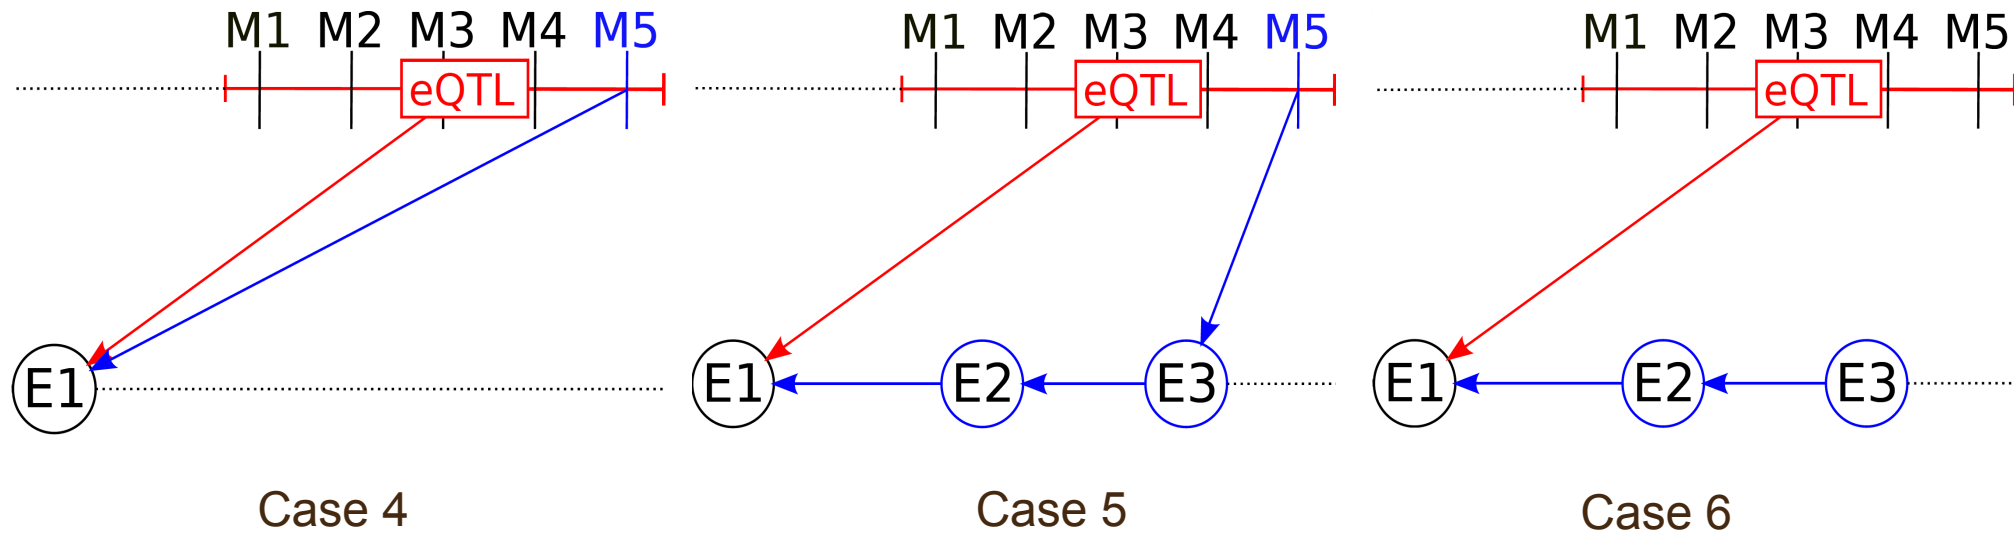 M1 M2 M3 M4 M5
eQTL
E1
Case 4
M1 M2 M3 M4 M5
eQTL
E1 E2 E3
Case 5
M1 M2 M3 M4 M5
eQTL
E1 E2 E3
Case 6